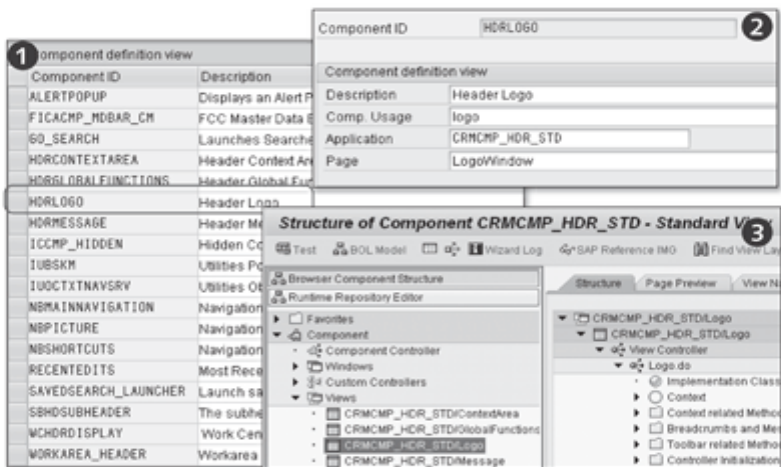 1
Component definition view
Component ID Description
ALERTPOPUP Displays an Alert P
FICACMP_MDBAR_CM FCC Master Data
GO_SEARCH Launches Searche
HDRCONTEXTAREA Header Context Are
HDRGLOBALFUNCTIONS Header Global Fun
HDRLOGO Header Logo
HDRMESSAGE Header Me
ICCMP_HIDDEN Hidden Co
IUBSKM Utilities Po
IUOCTXTNAVSRV Utilities Ob
NBMAINNAVIGATION Navigation
NBPICTURE Navigation
NBSHORTCUTS Navigation
RECENTEDITS Most Rece
SAVEDSEARCH_LAUNCHER Launch sa
SBHDSUBHEADER The subhe
WCHDRDISPLAY Work Cen
WORKAREA_HEADER Workarea
2
Component ID HDRLOGO
Component definition view
Description Header Logo
Comp. Usage logo
Application CRMCMP_HDR_STD
Page LogoWindow
3
Structure of Component CRMCMP_HDR_STD - Standard V
Test BOL Model Wizard Log SAP Reference IMG Find View Lay
Browser Component Structure
Runtime Repository Editor
Favorites
Component
Component Controller
Windows
Custom Controllers
Views
CRMCMP_HDR_STD/ContextArea
CRMCMP_HDR_STD/GlobalFunctions
CRMCMP_HDR_STD/Logo
CRMCMP_HDR_STD/Message
Structure Page Preview View Na
CRMCMP_HDR_STD/Logo
CRMCMP_HDR_STD/Logo
View Controller
Logo.do
Implementation Class
Context
Context related Method
Breadcrumbs and Mes
Toolbar related Metho
Controller Initialization